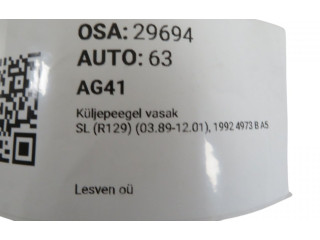 OSA: 29694
AUTO: 63
AG41
Küljepeegel vasak
SL (R129) (03.89-12.01), 1992 4973 B A5
Lesven oü